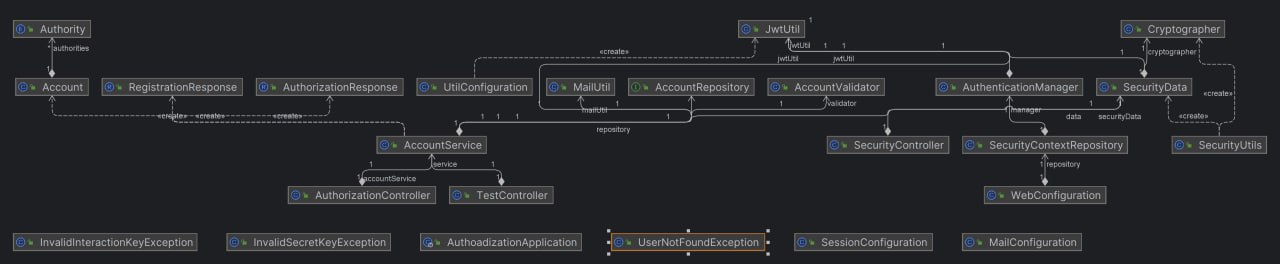 Authority
JwtUtil
Cryptographer
authorities
jwtUtil
cryptographer
«create»
jwtUtil
jwtUtil
Account
RegistrationResponse
AuthorizationResponse
UtilConfiguration
MailUtil
AccountRepository
AccountValidator
AuthenticationManager
SecurityData
«create»
mailUtil
validator
manager
«create»
«create»
«create»
data
securityData
«create»
repository
AccountService
SecurityController
SecurityContextRepository
SecurityUtils
service
repository
accountService
AuthorizationController
TestController
WebConfiguration
InvalidInteractionKeyException
InvalidSecretKeyException
AuthoadizationApplication
UserNotFoundException
SessionConfiguration
MailConfiguration